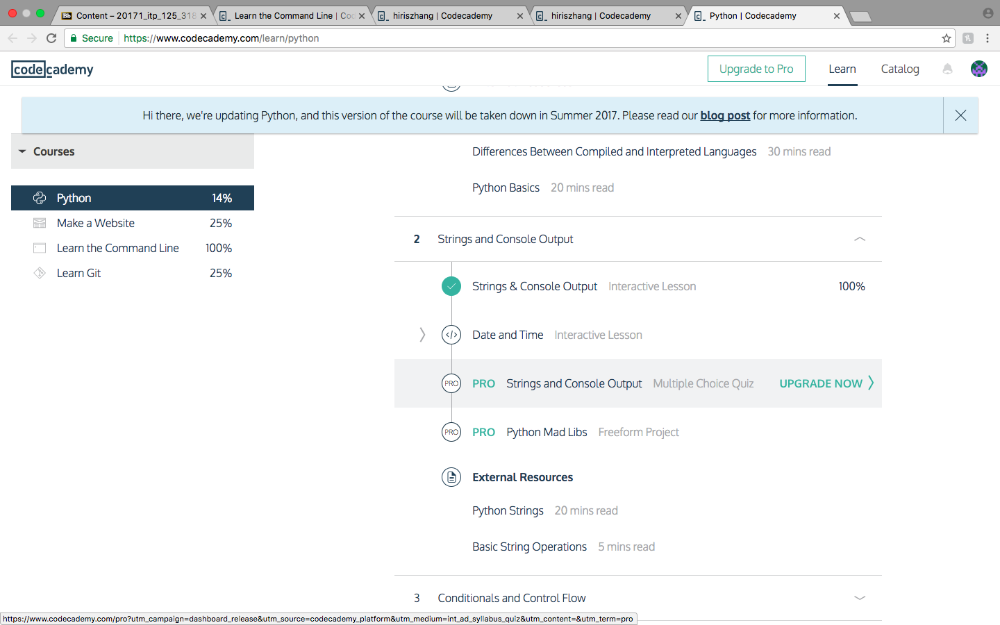 Bb Content – 20171_itp_125_318
Learn the Command Line | Cod
hiriszhang | Codecademy
hiriszhang | Codecademy
Python | Codecademy
Secure https://www.codecademy.com/learn/python
codecademy
Upgrade to Pro
Learn
Catalog
Hi there, we're updating Python, and this version of the course will be taken down in Summer 2017. Please read our blog post for more information.
Courses
Python 14%
Make a Website 25%
Learn the Command Line 100%
Learn Git 25%
Differences Between Compiled and Interpreted Languages 30 mins read
Python Basics 20 mins read
2 Strings and Console Output
Strings & Console Output Interactive Lesson 100%
</> Date and Time Interactive Lesson
PRO PRO Strings and Console Output Multiple Choice Quiz UPGRADE NOW
PRO PRO Python Mad Libs Freeform Project
External Resources
Python Strings 20 mins read
Basic String Operations 5 mins read
3 Conditionals and Control Flow
https://www.codecademy.com/pro?utm_campaign=dashboard_release&utm_source=codecademy_platform&utm_medium=int_ad_syllabus_quiz&utm_content=&utm_term=pro